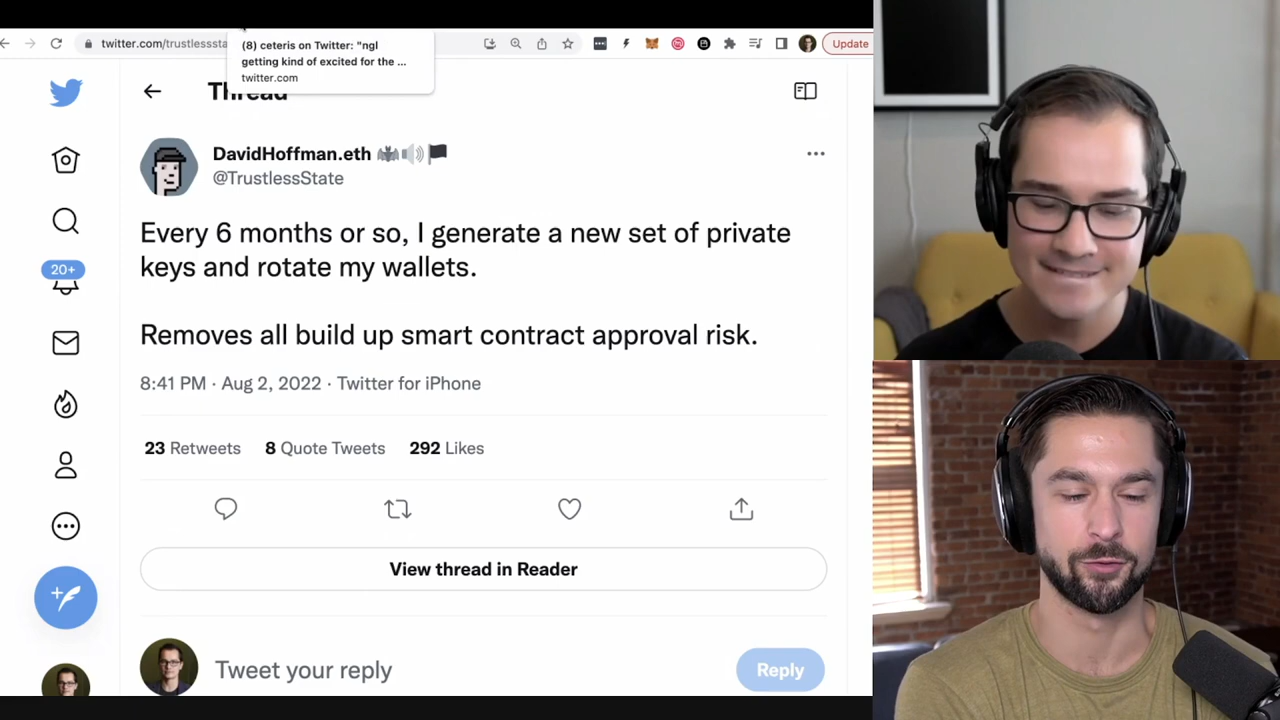 twitter.com/trustlesssta
(8) ceteris on Twitter: "ngl
getting kind of excited for the ...
twitter.com
Update
Thread
DavidHoffman.eth
@TrustlessState
Every 6 months or so, I generate a new set of private
keys and rotate my wallets.
Removes all build up smart contract approval risk.
8:41 PM · Aug 2, 2022 · Twitter for iPhone
23 Retweets 8 Quote Tweets 292 Likes
20+
View thread in Reader
Tweet your reply
Reply